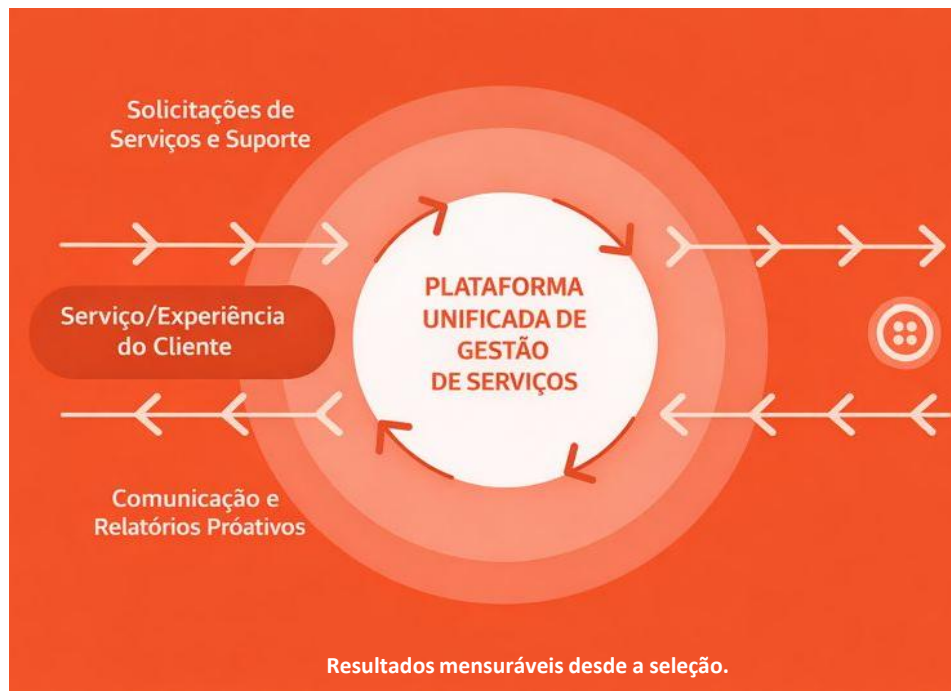 Solicitações de
Serviços e Suporte
PLATAFORMA
UNIFICADA DE
GESTÃO
DE SERVIÇOS
Serviço/Experiência
do Cliente
Comunicação e
Relatórios Próativos
Resultados mensuráveis desde a seleção.